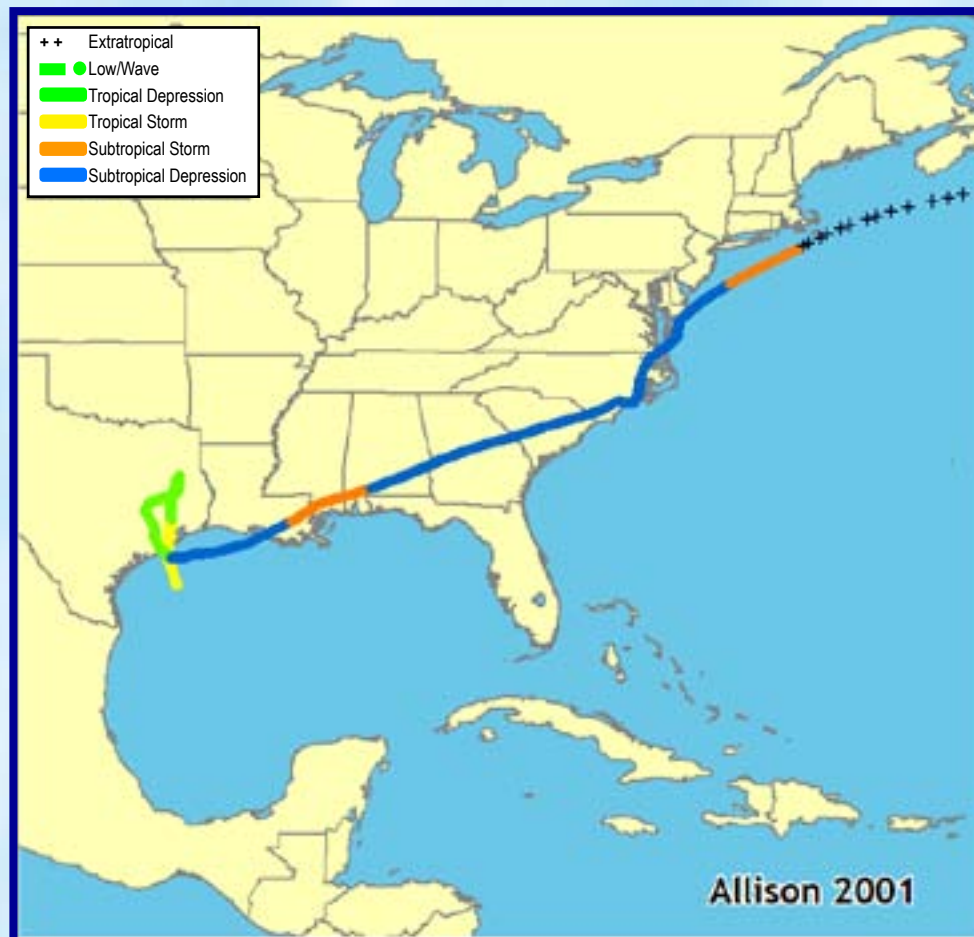 ++ Extratropical
Low/Wave
Tropical Depression
Tropical Storm
Subtropical Storm
Subtropical Depression
Allison 2001